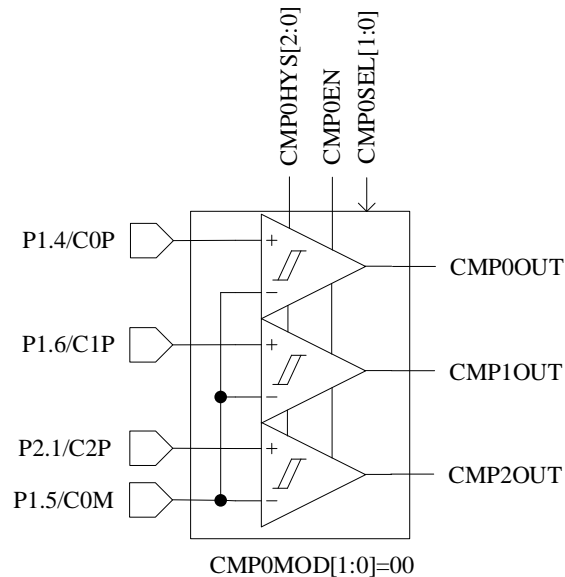 CMP0HYS[2:0]
CMP0EN
CMP0SEL[1:0]
P1.4/C0P
+
−
CMP0OUT
P1.6/C1P
+
−
CMP1OUT
P2.1/C2P
+
−
CMP2OUT
P1.5/C0M
CMP0MOD[1:0]=00